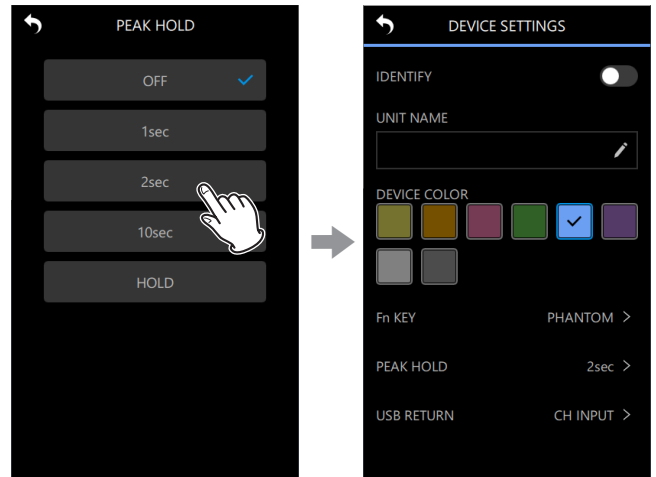 PEAK HOLD
OFF
1sec
2sec
10sec
HOLD
DEVICE SETTINGS
IDENTIFY
UNIT NAME
DEVICE COLOR
Fn KEY PHANTOM >
PEAK HOLD 2sec >
USB RETURN CH INPUT >